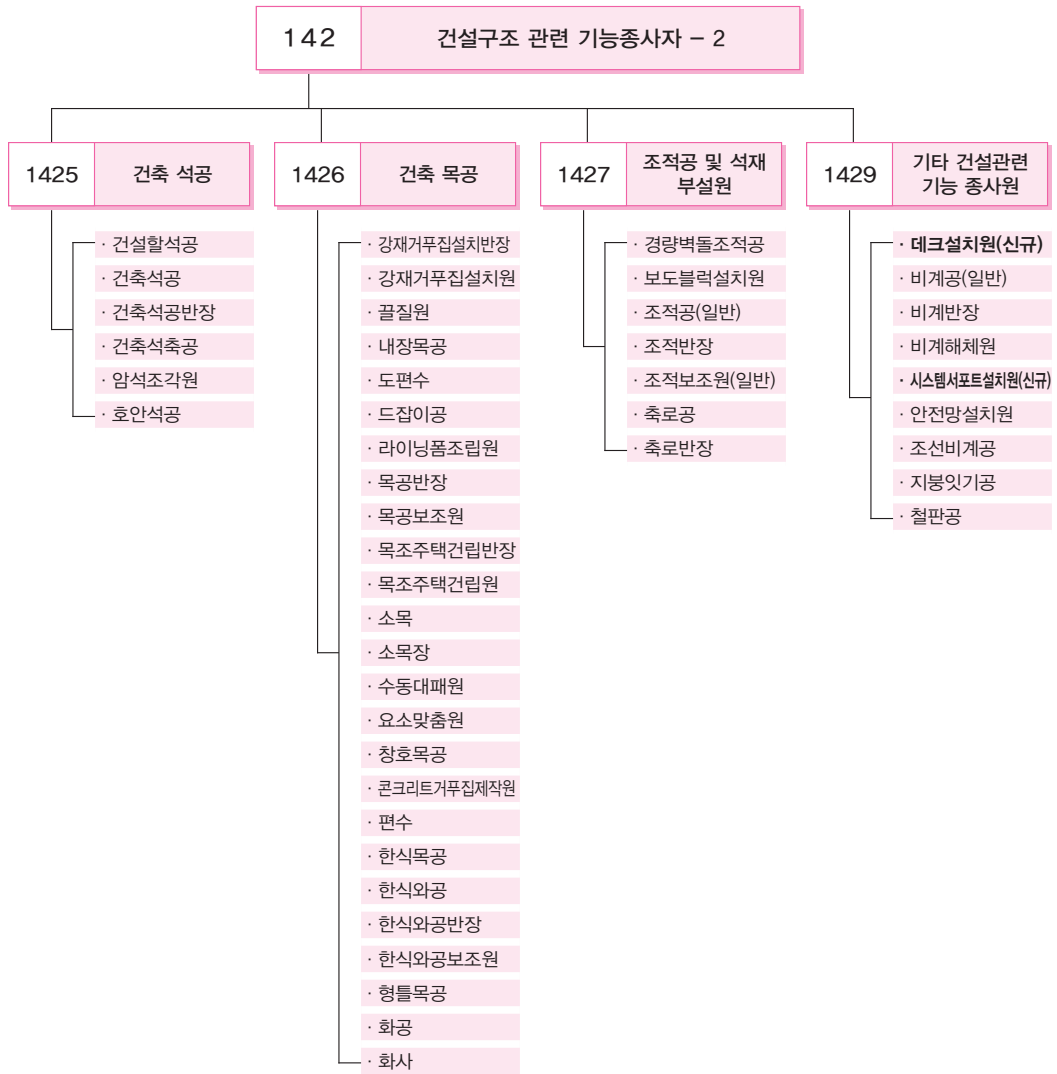 142 건설구조 관련 기능종사자 – 2
1425 건축 석공
· 건설할석공
· 건축석공
· 건축석공반장
· 건축석축공
· 암석조각원
· 호안석공
1426 건축 목공
· 강재거푸집설치반장
· 강재거푸집설치원
· 끌질원
· 내장목공
· 도편수
· 드잡이공
· 라이닝폼조립원
· 목공반장
· 목공보조원
· 목조주택건립반장
· 목조주택건립원
· 소목
· 소목장
· 수동대패원
· 요소맞춤원
· 창호목공
· 콘크리트거푸집제작원
· 편수
· 한식목공
· 한식와공
· 한식와공반장
· 한식와공보조원
· 형틀목공
· 화공
· 화사
1427 조적공 및 석재
부설원
· 경량벽돌조적공
· 보도블럭설치원
· 조적공(일반)
· 조적반장
· 조적보조원(일반)
· 축로공
· 축로반장
1429 기타 건설관련
기능 종사원
· 데크설치원(신규)
· 비계공(일반)
· 비계반장
· 비계해체원
· 시스템서포트설치원(신규)
· 안전망설치원
· 조선비계공
· 지붕잇기공
· 철판공